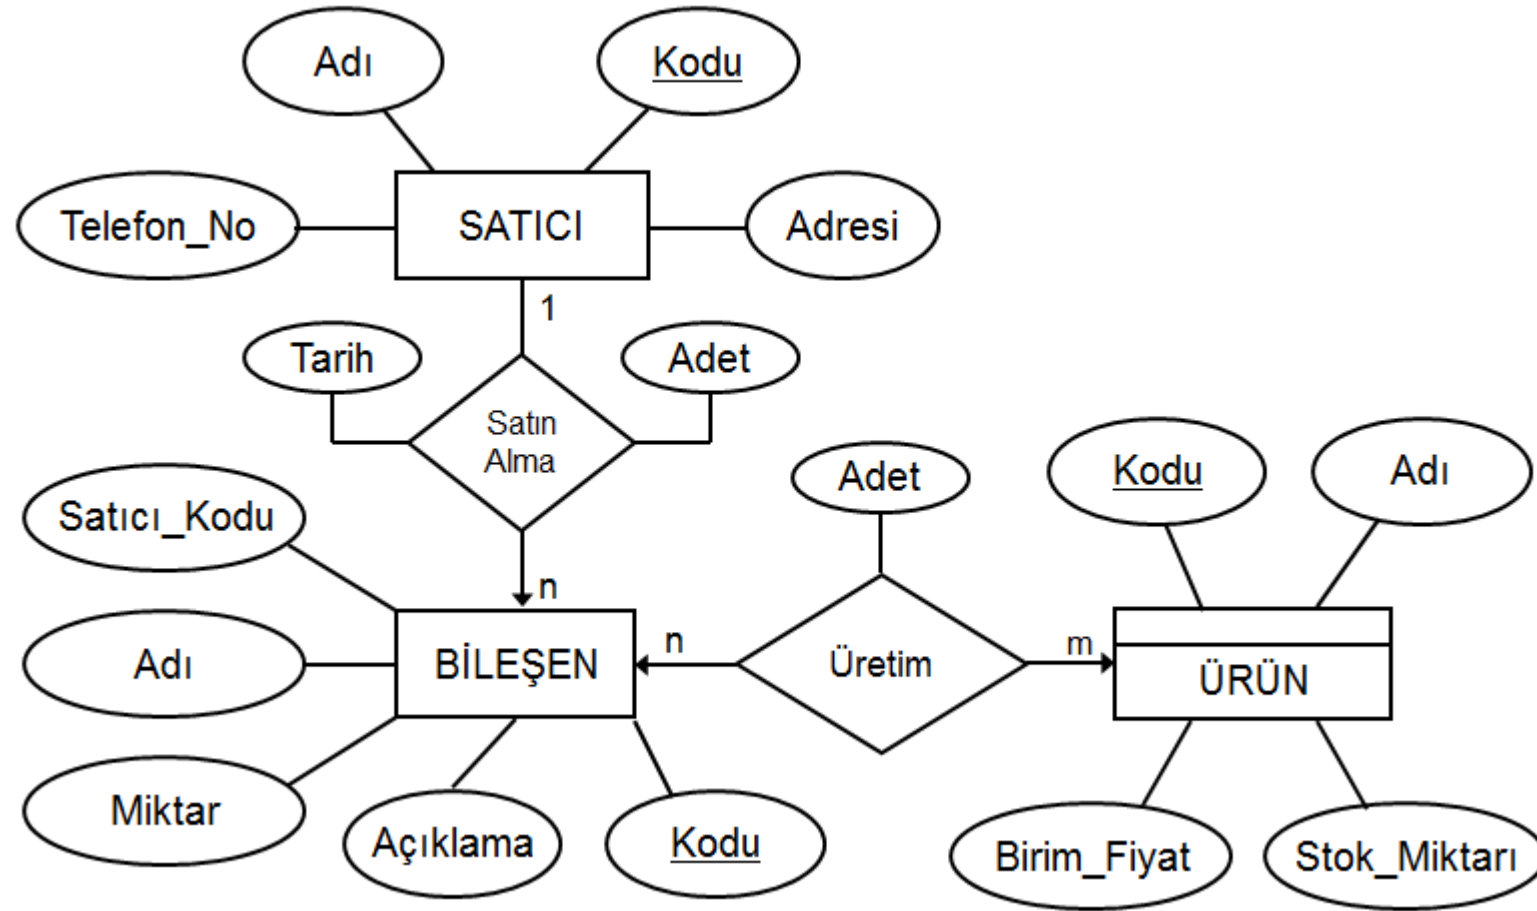 Adı
Kodu
Telefon_No
SATICI
Adresi
1
Tarih
Adet
Satın
Alma
Satıcı_Kodu
n
Adet
Kodu
Adı
Adı
BİLEŞEN
n
Üretim
m
ÜRÜN
Miktar
Açıklama
Kodu
Birim_Fiyat
Stok_Miktarı